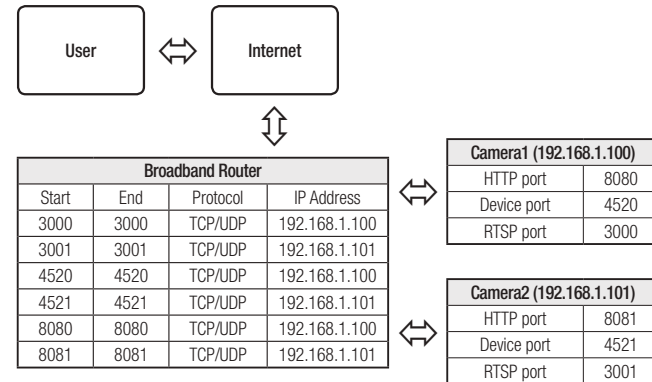 User
Internet
Broadband Router
Start End Protocol IP Address
3000 3000 TCP/UDP 192.168.1.100
3001 3001 TCP/UDP 192.168.1.101
4520 4520 TCP/UDP 192.168.1.100
4521 4521 TCP/UDP 192.168.1.101
8080 8080 TCP/UDP 192.168.1.100
8081 8081 TCP/UDP 192.168.1.101
Camera1 (192.168.1.100)
HTTP port 8080
Device port 4520
RTSP port 3000
Camera2 (192.168.1.101)
HTTP port 8081
Device port 4521
RTSP port 3001